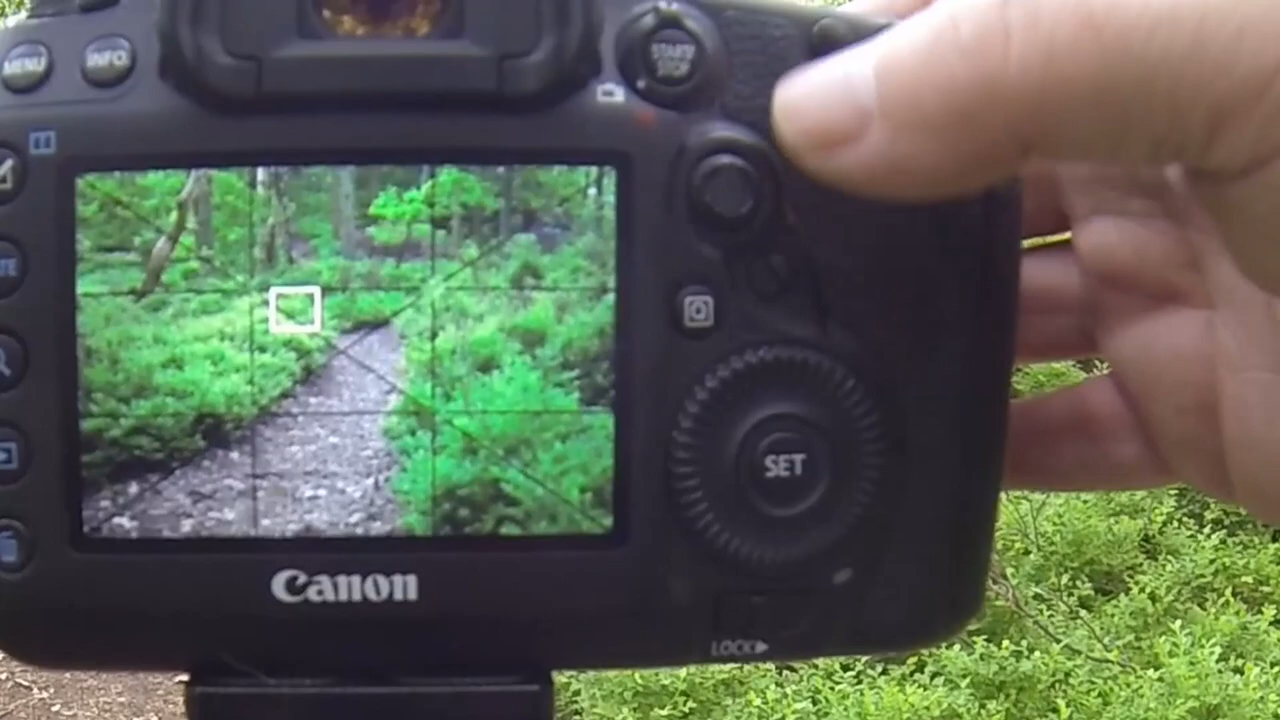 MENU
INFO.
START/
STOP
Q
SET
Canon
LOCK▶